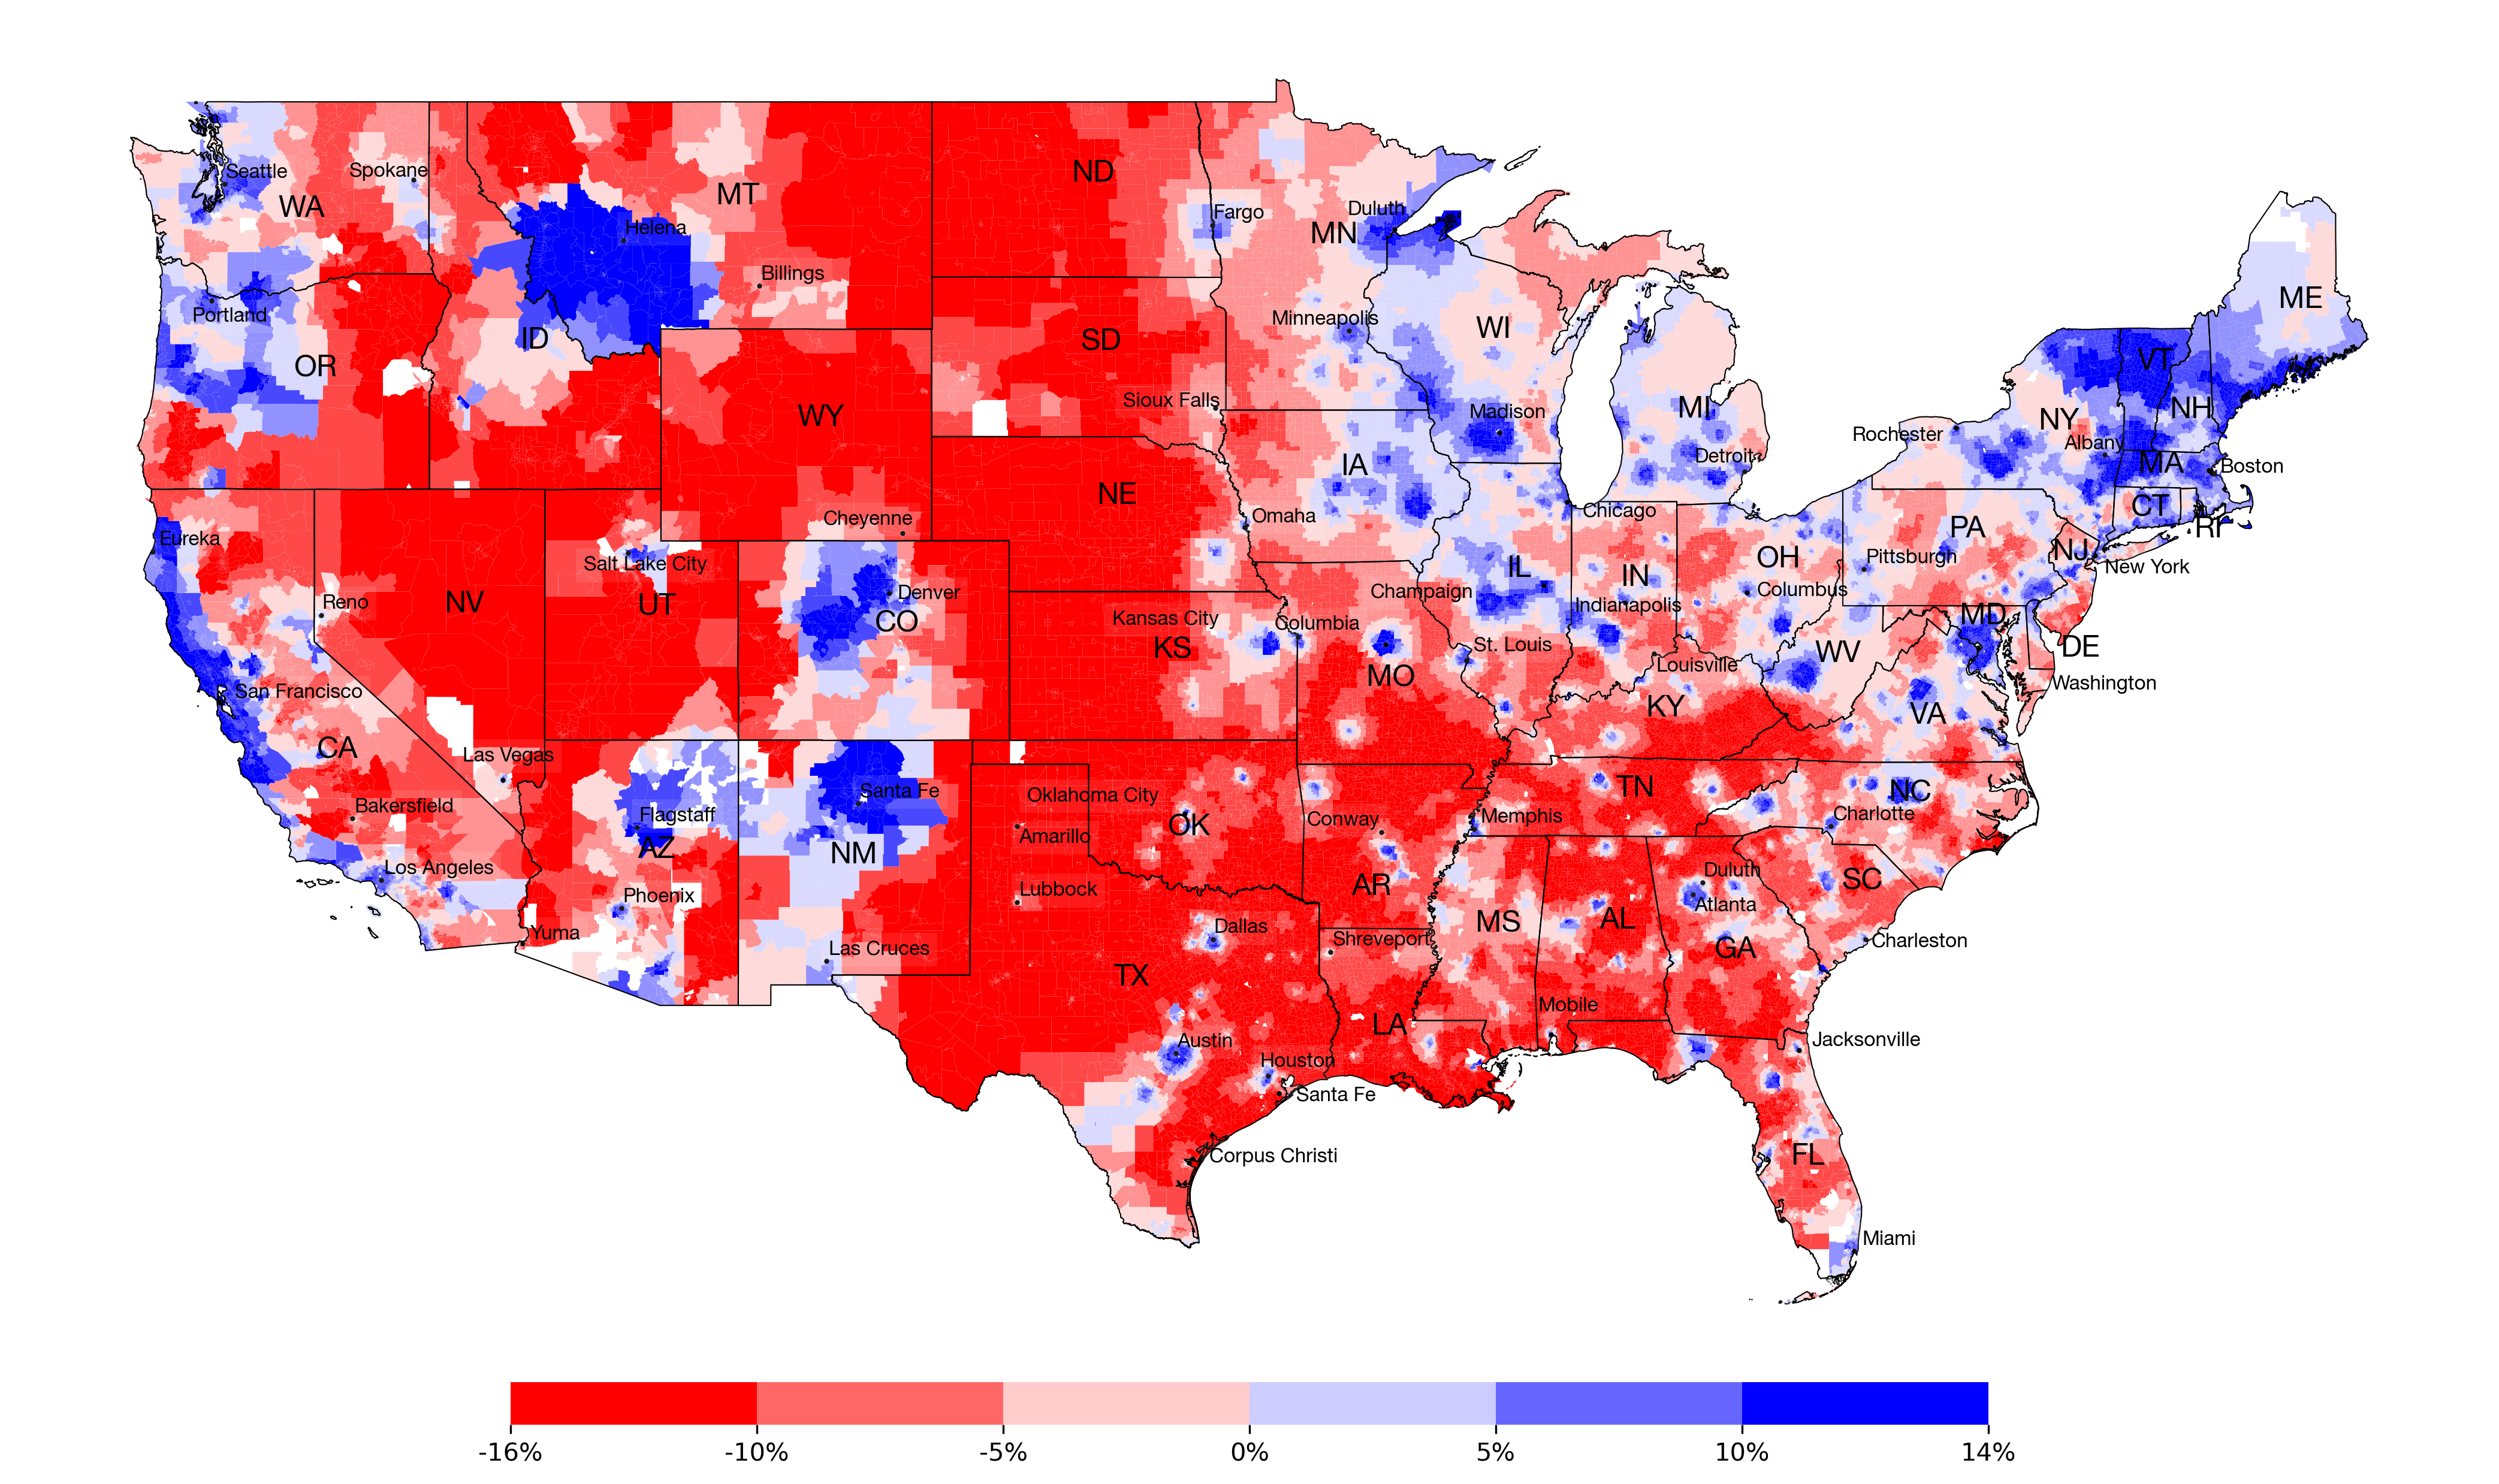 Seattle
Spokane
WA
MT
ND
Helena
Fargo
Duluth
MN
Billings
Portland
ID
OR
SD
Minneapolis
WI
ME
VT
WY
Sioux Falls
Madison
MI
NY
NH
Rochester
Albany
Detroit
MA
Boston
IA
NE
CT
RI
Cheyenne
Omaha
Chicago
Eureka
PA
NJ
Salt Lake City
OH
Pittsburgh
New York
IL
IN
Denver
Champaign
Columbus
Reno
NV
UT
Indianapolis
CO
Kansas City
Columbia
MD
KS
St. Louis
DE
WV
Louisville
MO
San Francisco
Washington
KY
VA
CA
Las Vegas
Santa Fe
TN
NC
Bakersfield
Oklahoma City
Flagstaff
Conway
Memphis
Charlotte
OK
Amarillo
AZ
NM
Los Angeles
Phoenix
Lubbock
AR
Duluth
SC
Atlanta
Yuma
Dallas
MS
AL
Las Cruces
Shreveport
GA
Charleston
TX
Mobile
LA
Austin
Jacksonville
Houston
Santa Fe
Corpus Christi
FL
Miami
-16% -10% -5% 0% 5% 10% 14%